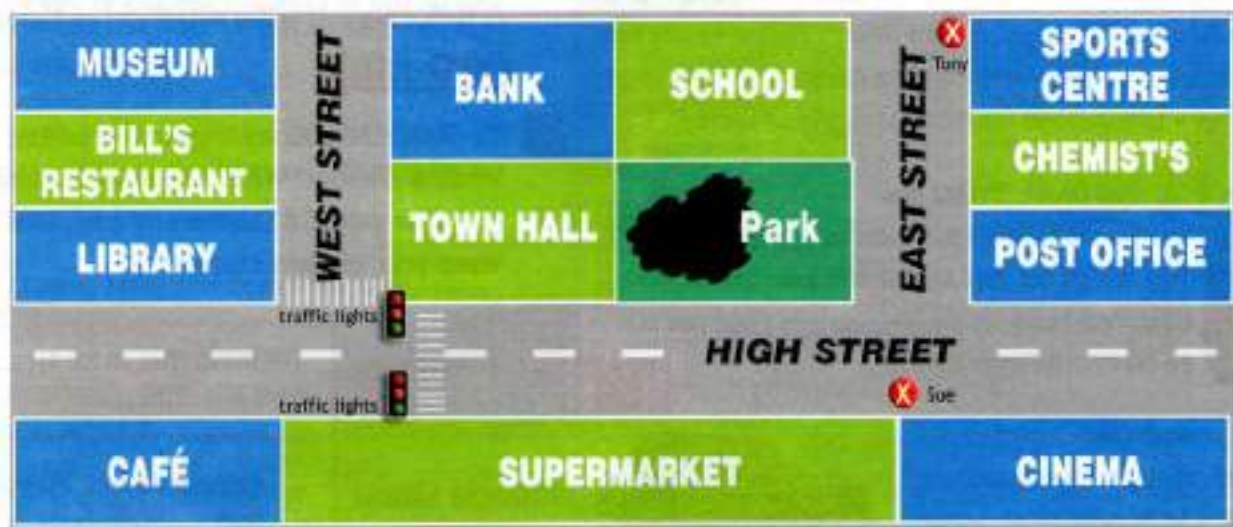 MUSEUM
BILL'S
RESTAURANT
LIBRARY
WEST STREET
BANK
SCHOOL
TOWN HALL
Park
EAST STREET
Tony
SPORTS
CENTRE
CHEMIST'S
POST OFFICE
traffic lights
HIGH STREET
traffic lights
X Sue
X
CAFÉ
SUPERMARKET
CINEMA